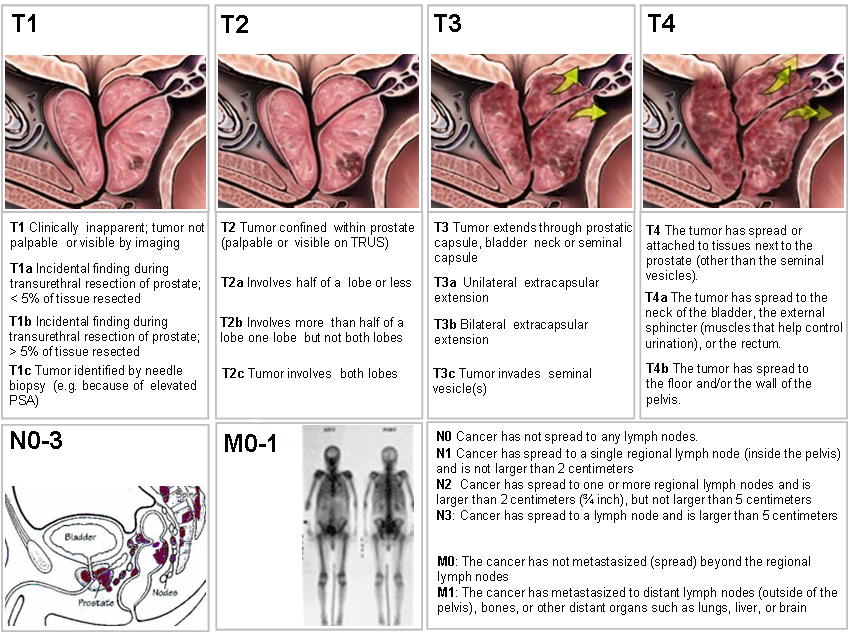 T1
T2
T3
T4
T1 Clinically inapparent; tumor not
palpable or visible by imaging
T1a Incidental finding during
transurethral resection of prostate;
< 5% of tissue resected
T1b Incidental finding during
transurethral resection of prostate;
> 5% of tissue resected
T1c Tumor identified by needle
biopsy (e.g. because of elevated
PSA)
T2 Tumor confined within prostate
(palpable or visible on TRUS)
T2a Involves half of a lobe or less
T2b Involves more than half of a
lobe one lobe but not both lobes
T2c Tumor involves both lobes
T3 Tumor extends through prostatic
capsule, bladder neck or seminal
capsule
T3a Unilateral extracapsular
extension
T3b Bilateral extracapsular
extension
T3c Tumor invades seminal
vesicle(s)
T4 The tumor has spread or
attached to tissues next to the
prostate (other than the seminal
vesicles).
T4a The tumor has spread to the
neck of the bladder, the external
sphincter (muscles that help control
urination), or the rectum.
T4b The tumor has spread to
the floor and/or the wall of the
pelvis.
N0-3
Bladder
Prostate
Nodes
M0-1
N0 Cancer has not spread to any lymph nodes.
N1 Cancer has spread to a single regional lymph node (inside the pelvis)
and is not larger than 2 centimeters
N2 Cancer has spread to one or more regional lymph nodes and is
larger than 2 centimeters (¾ inch), but not larger than 5 centimeters
N3: Cancer has spread to a lymph node and is larger than 5 centimeters
M0: The cancer has not metastasized (spread) beyond the regional
lymph nodes
M1: The cancer has metastasized to distant lymph nodes (outside of the
pelvis), bones, or other distant organs such as lungs, liver, or brain